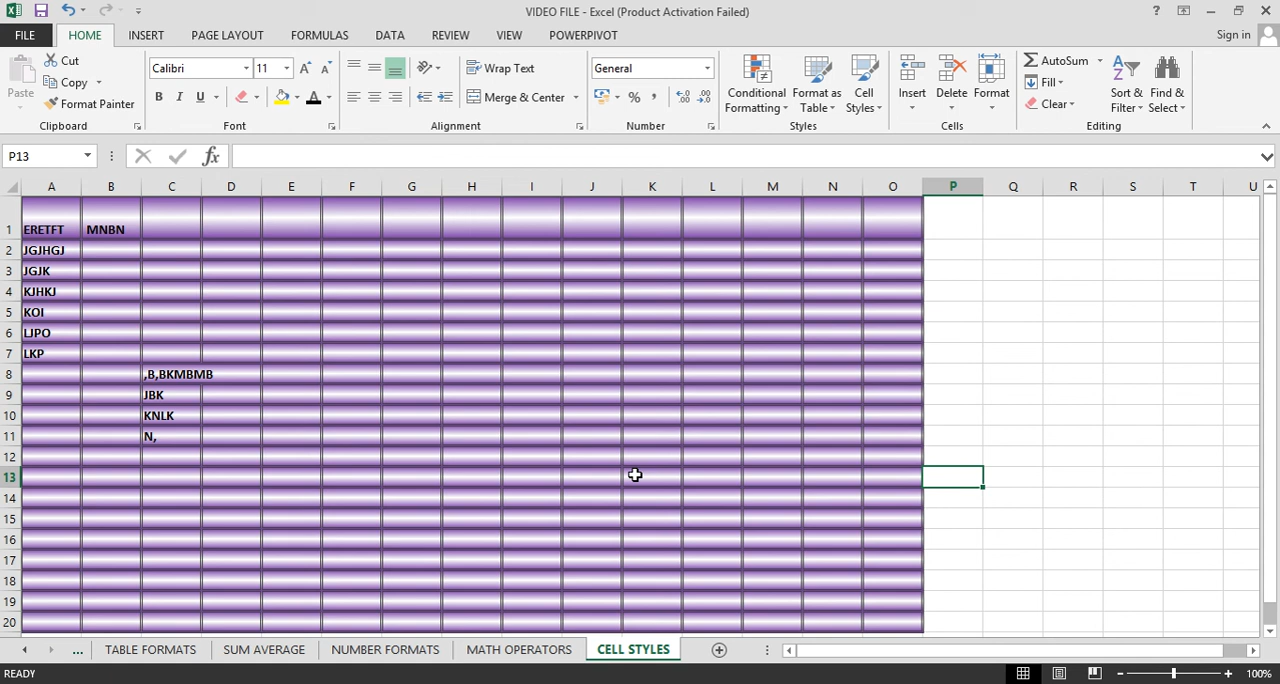 VIDEO FILE - Excel (Product Activation Failed)
?
FILE HOME INSERT PAGE LAYOUT FORMULAS DATA REVIEW VIEW POWERPIVOT Sign in
Paste
Cut
Copy
Format Painter
Calibri 11
B I U A
Wrap Text
Merge & Center
General
%
Conditional Formatting
Format as Table
Cell Styles
Insert Delete Format
AutoSum
Fill
Clear
Sort & Filter
Find & Select
Clipboard Font Alignment Number Styles Cells Editing
P13 fx
A B C D E F G H I J K L M N O P Q R S T U
1 ERETFT MNBN
2 JGJHGJ
3 JGJK
4 KJHKJ
5 KOI
6 LJPO
7 LKP
8 ,B,BKMBMB
9 JBK
10 KNLK
11 N,
12
13
14
15
16
17
18
19
20
... TABLE FORMATS SUM AVERAGE NUMBER FORMATS MATH OPERATORS CELL STYLES
READY 100%